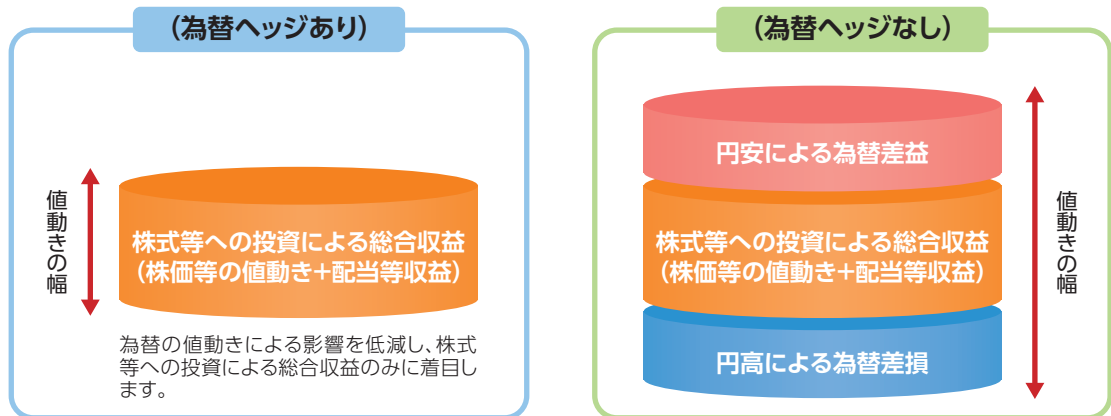 (為替ヘッジあり)
値動きの幅
株式等への投資による総合収益
(株価等の値動き+配当等収益)
為替の値動きによる影響を低減し、株式
等への投資による総合収益のみに着目し
ます。
(為替ヘッジなし)
円安による為替差益
株式等への投資による総合収益
(株価等の値動き+配当等収益)
円高による為替差損
値動きの幅